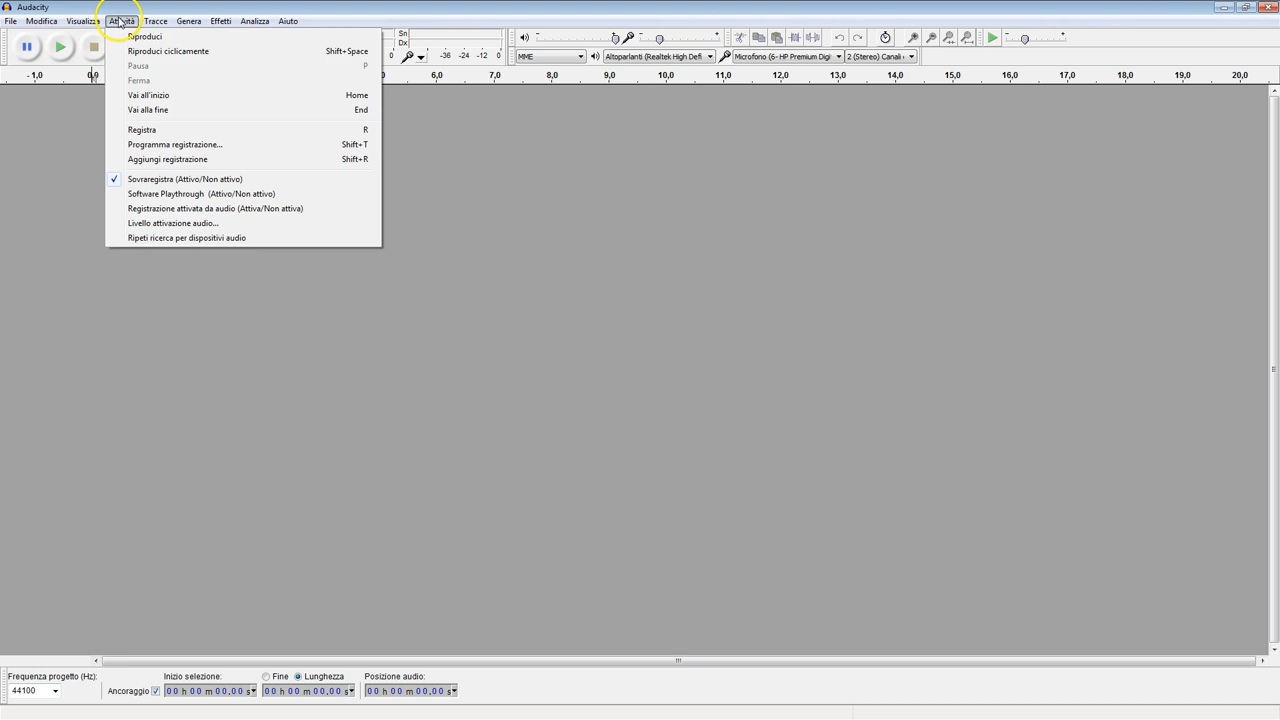 Audacity
File Modifica Visualizza Attività Tracce Genera Effetti Analizza Aiuto
Riproduci
Riproduci ciclicamente Shift+Space
Pausa P
Ferma
Vai all'inizio Home
Vai alla fine End
Registra R
Programma registrazione... Shift+T
Aggiungi registrazione Shift+R
Sovraregistra (Attivo/Non attivo)
Software Playthrough (Attivo/Non attivo)
Registrazione attivata da audio (Attiva/Non attiva)
Livello attivazione audio...
Ripeti ricerca per dispositivi audio
Sn
Dx
0 -36 -24 -12 0
MME Altoparlanti (Realtek High Defi Microfono (6- HP Premium Digi 2 (Stereo) Canali
- 1,0 0,0 6,0 7,0 8,0 9,0 10,0 11,0 12,0 13,0 14,0 15,0 16,0 17,0 18,0 19,0 20,0
Frequenza progetto (Hz): Inizio selezione: Fine Lunghezza Posizione audio:
44100 Ancoraggio 00 h 00 m 00,00 s 00 h 00 m 00,00 s 00 h 00 m 00,00 s